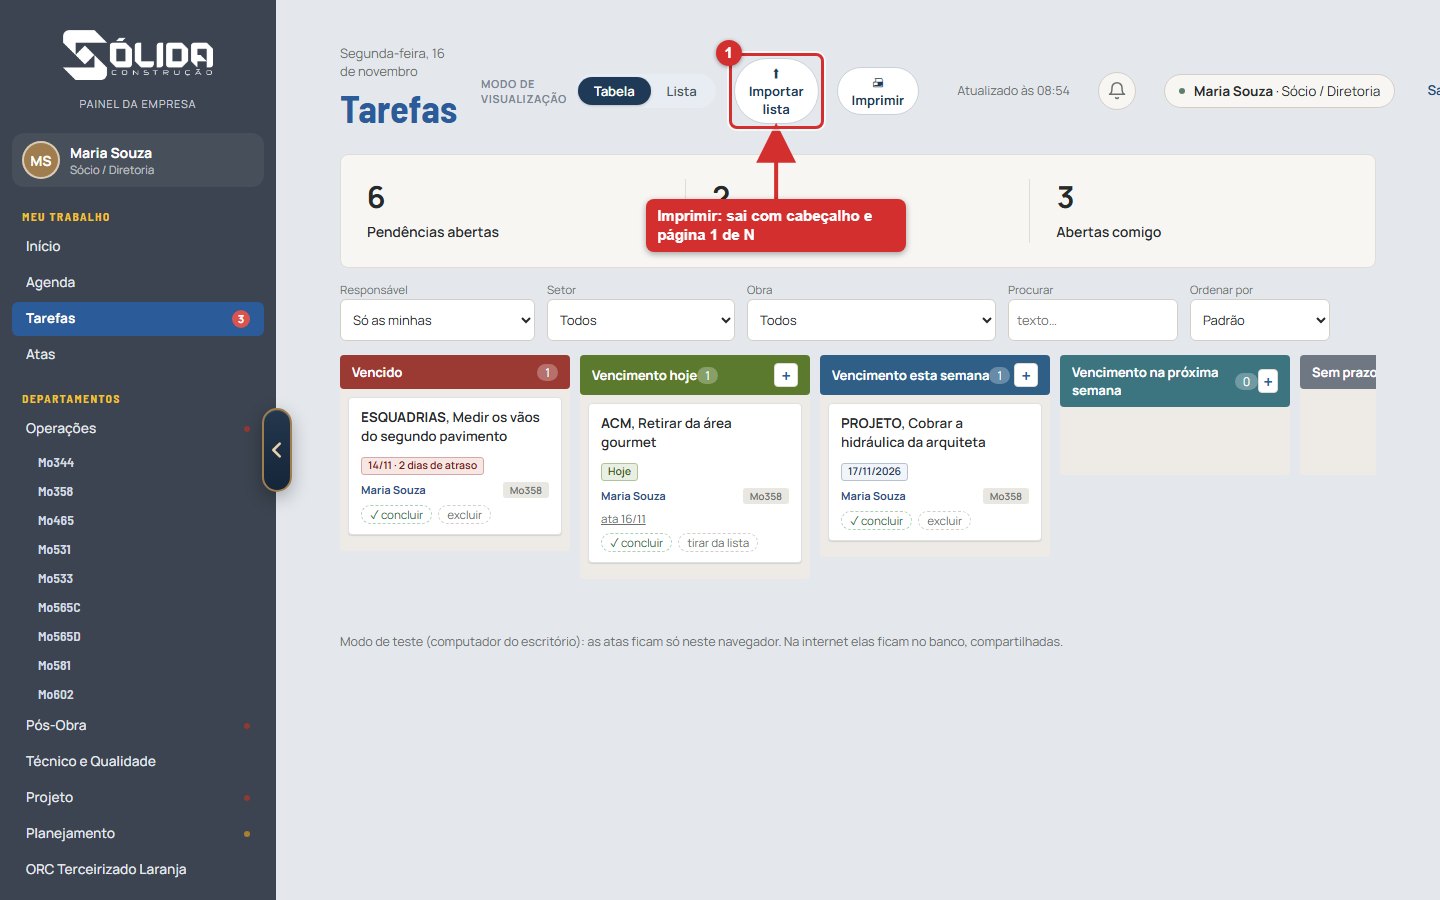 SÓLIDA
CONSTRUÇÃO
PAINEL DA EMPRESA
MS
Maria Souza
Sócio / Diretoria
MEU TRABALHO
Início
Agenda
Tarefas
3
Atas
DEPARTAMENTOS
Operações
Mo344
Mo358
Mo465
Mo531
Mo533
Mo565C
Mo565D
Mo581
Mo602
Pós-Obra
Técnico e Qualidade
Projeto
Planejamento
ORC Terceirizado Laranja
Segunda-feira, 16
de novembro
Tarefas
MODO DE
VISUALIZAÇÃO
Tabela
Lista
1
Importar
lista
Imprimir
Atualizado às 08:54
Maria Souza · Sócio / Diretoria
6
Pendências abertas
2
3
Abertas comigo
Imprimir: sai com cabeçalho e
página 1 de N
Responsável
Setor
Obra
Procurar
Ordenar por
Só as minhas
Todos
Todos
texto...
Padrão
Vencido
1
ESQUADRIAS, Medir os vãos
do segundo pavimento
14/11 · 2 dias de atraso
Maria Souza
Mo358
✓ concluir
excluir
Vencimento hoje
1
+
ACM, Retirar da área
gourmet
Hoje
Maria Souza
Mo358
ata 16/11
✓ concluir
tirar da lista
Vencimento esta semana
1
+
PROJETO, Cobrar a
hidráulica da arquiteta
17/11/2026
Maria Souza
Mo358
✓ concluir
excluir
Vencimento na próxima
semana
0
+
Sem prazo
Modo de teste (computador do escritório): as atas ficam só neste navegador. Na internet elas ficam no banco, compartilhadas.